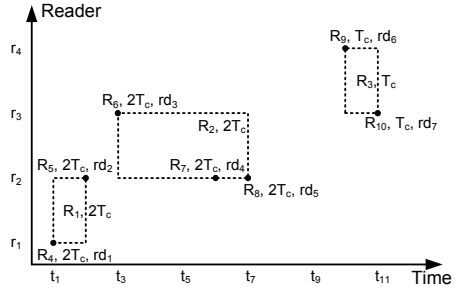 Reader
r4
R9, Tc, rd6
R3, Tc
R6, 2Tc, rd3
r3
R2, 2Tc
R10, Tc, rd7
R5, 2Tc, rd2
R7, 2Tc, rd4
r2
R8, 2Tc, rd5
R1, 2Tc
r1
R4, 2Tc, rd1
t1 t3 t5 t7 t9 t11
Time